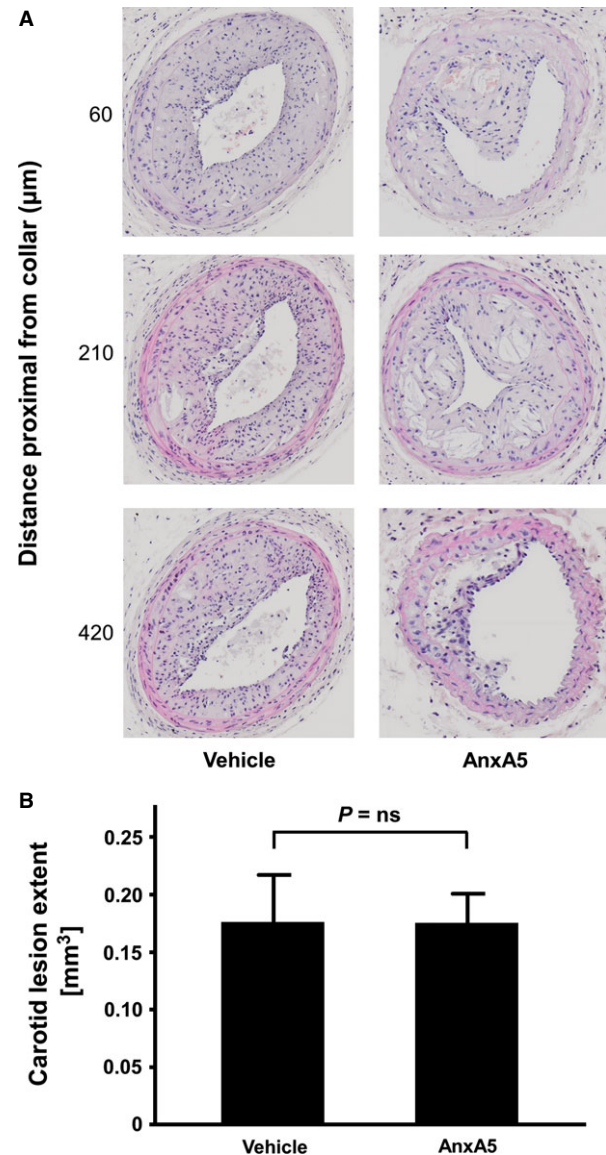 A
Distance proximal from collar (µm)
60
210
420
Vehicle
AnxA5
B
P = ns
Carotid lesion extent
[mm³]
0.25
0.20
0.15
0.10
0.05
0
Vehicle
AnxA5